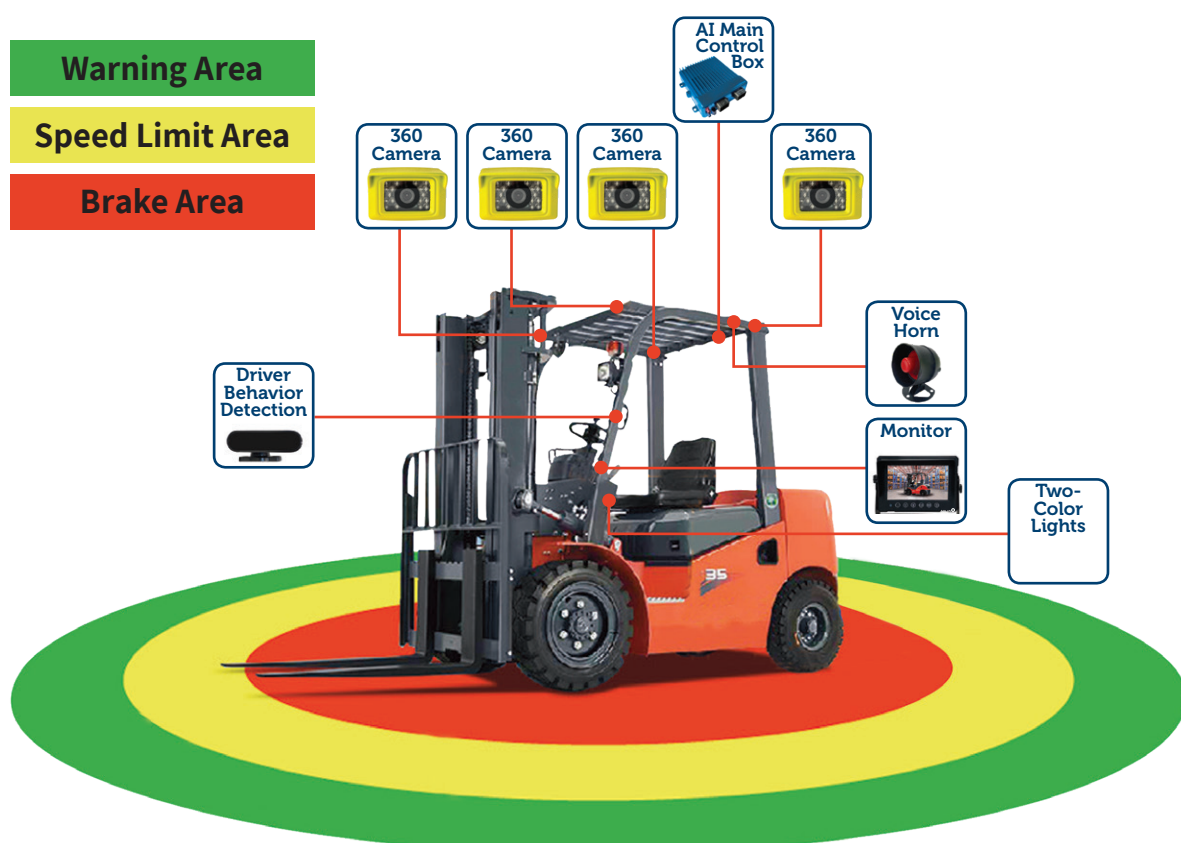 Warning Area
Speed Limit Area
Brake Area
AI Main
Control
Box
360
Camera
360
Camera
360
Camera
360
Camera
Voice
Horn
Driver
Behavior
Detection
Monitor
Two-
Color
Lights
35